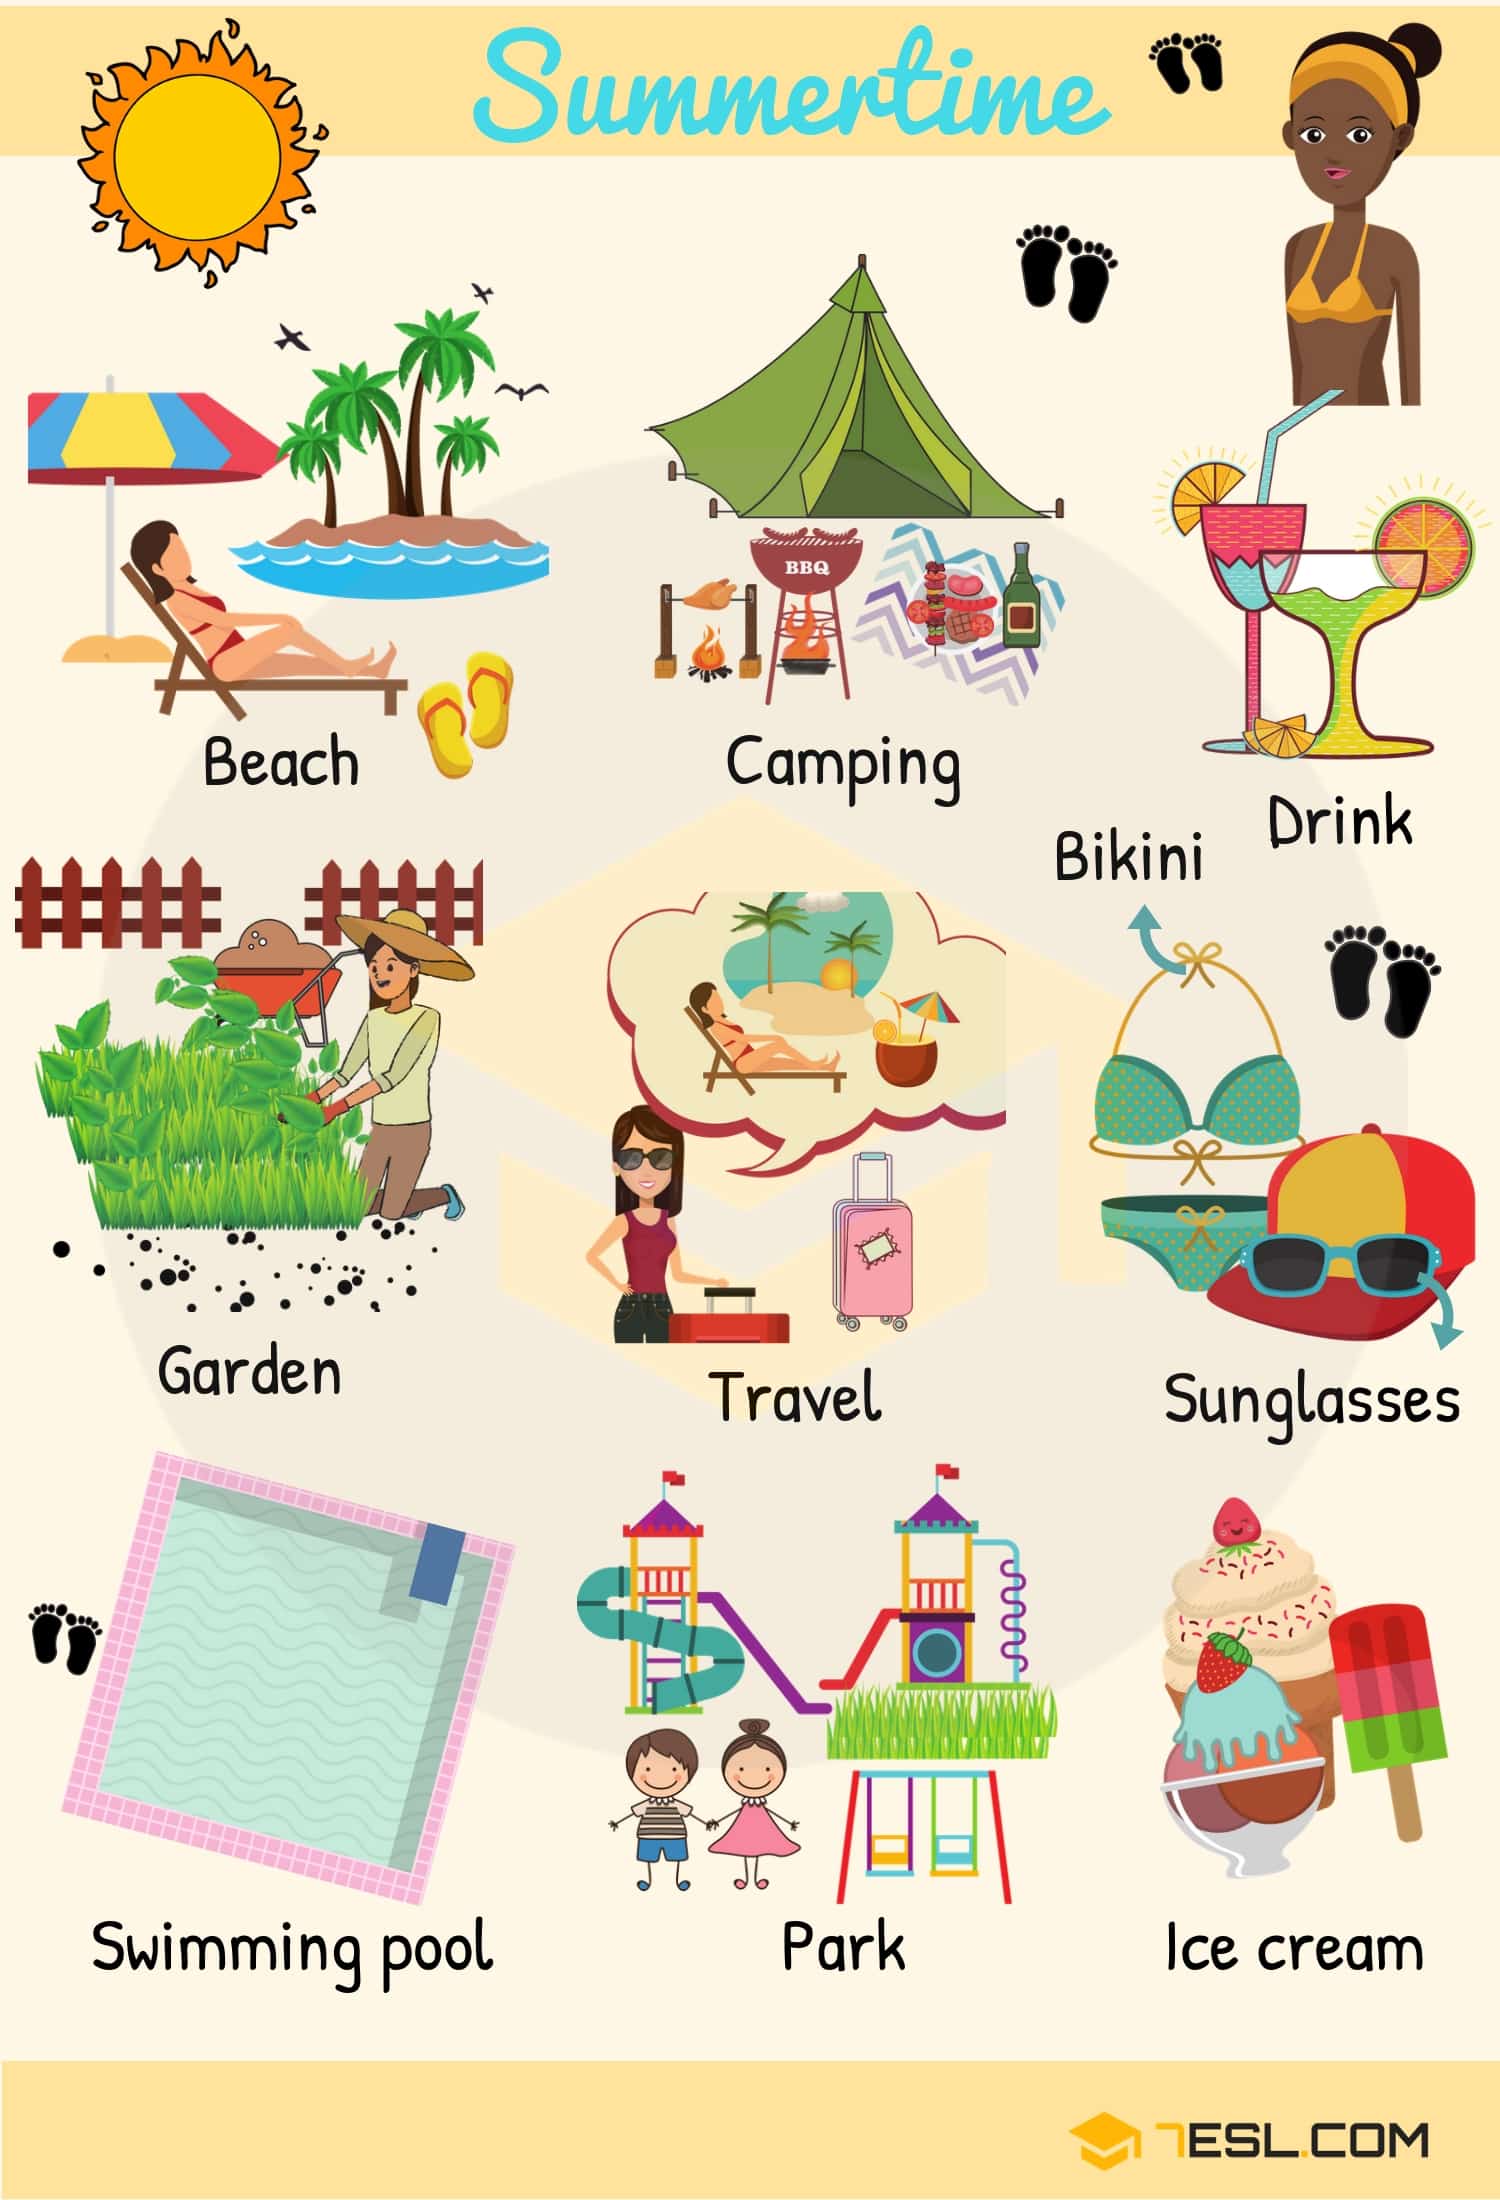 Summertime
BBQ
Beach
Camping
Drink
Bikini
Garden
Travel
Sunglasses
Swimming pool
Park
Ice cream
7ESL.COM